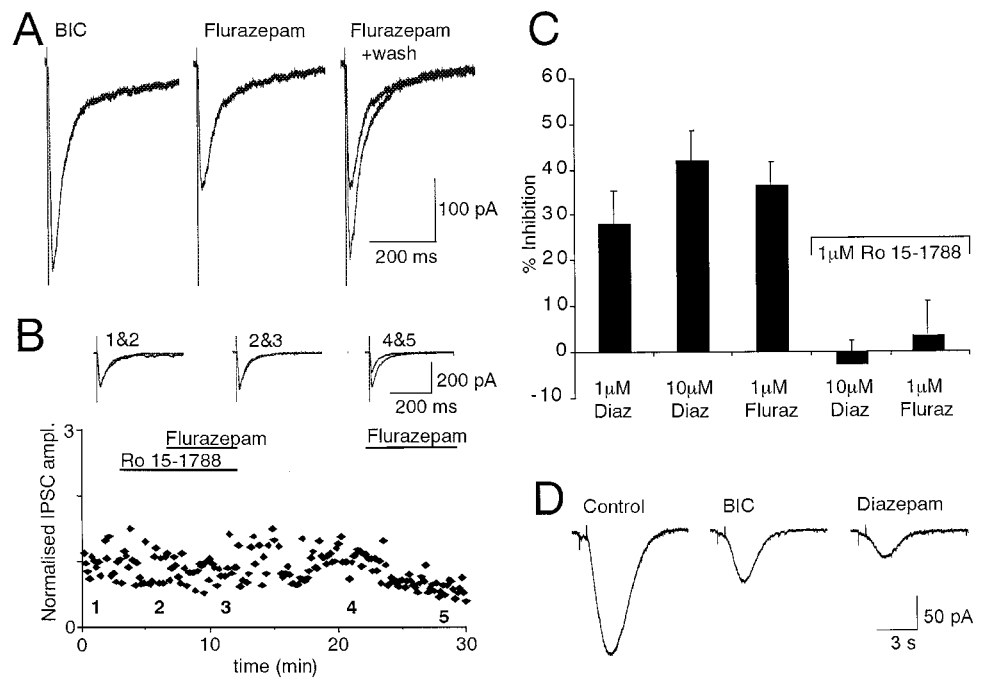 A
BIC
Flurazepam
Flurazepam
+wash
100 pA
200 ms
B
1&2
2&3
4&5
200 pA
200 ms
Normalised IPSC ampl.
3
0
Flurazepam
Ro 15-1788
Flurazepam
1
2
3
4
5
0
10
20
30
time (min)
C
% Inhibition
60
50
40
30
20
10
0
-10
1µM Ro 15-1788
1µM
Diaz
10µM
Diaz
1µM
Fluraz
10µM
Diaz
1µM
Fluraz
D
Control
BIC
Diazepam
50 pA
3 s